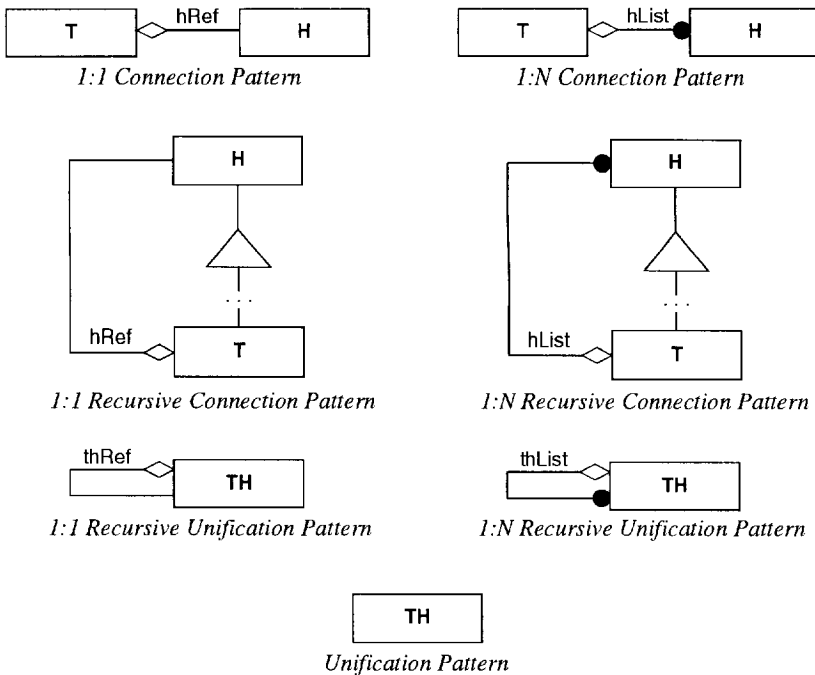 T hRef H
T hList H
1:1 Connection Pattern
1:N Connection Pattern
H
H
...
...
hRef T
hList T
1:1 Recursive Connection Pattern
1:N Recursive Connection Pattern
thRef
TH
thList
TH
1:1 Recursive Unification Pattern
1:N Recursive Unification Pattern
TH
Unification Pattern